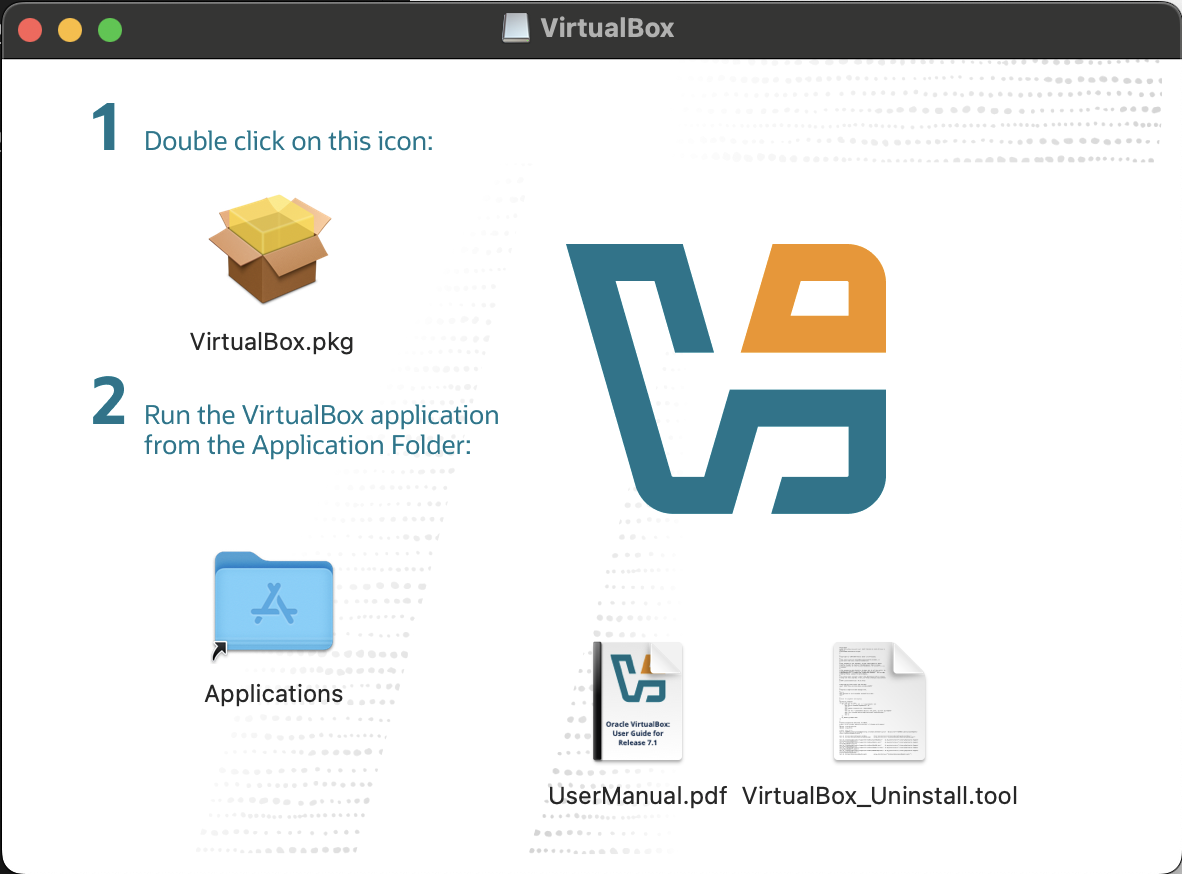 VirtualBox
1
Double click on this icon:
VirtualBox.pkg
2
Run the VirtualBox application
from the Application Folder:
Applications
Oracle VirtualBox:
User Guide for
Release 7.1
UserManual.pdf
VirtualBox_Uninstall.tool